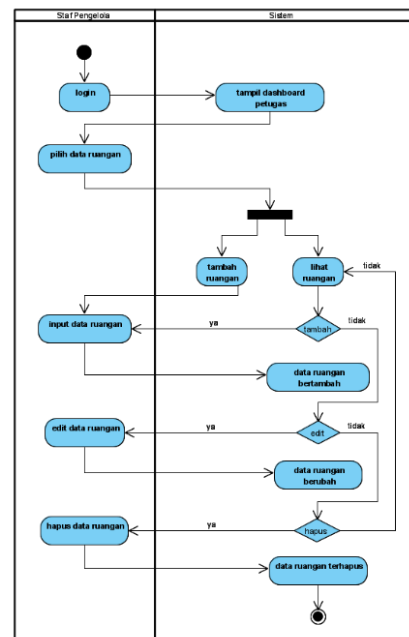 Staf Pengelola
Sistem
login
tampil dashboard
petugas
pilih data ruangan
tambah
ruangan
lihat
ruangan
tidak
input data ruangan
ya
tambah
tidak
data ruangan
bertambah
edit data ruangan
ya
edit
tidak
data ruangan
berubah
hapus data ruangan
ya
hapus
data ruangan terhapus